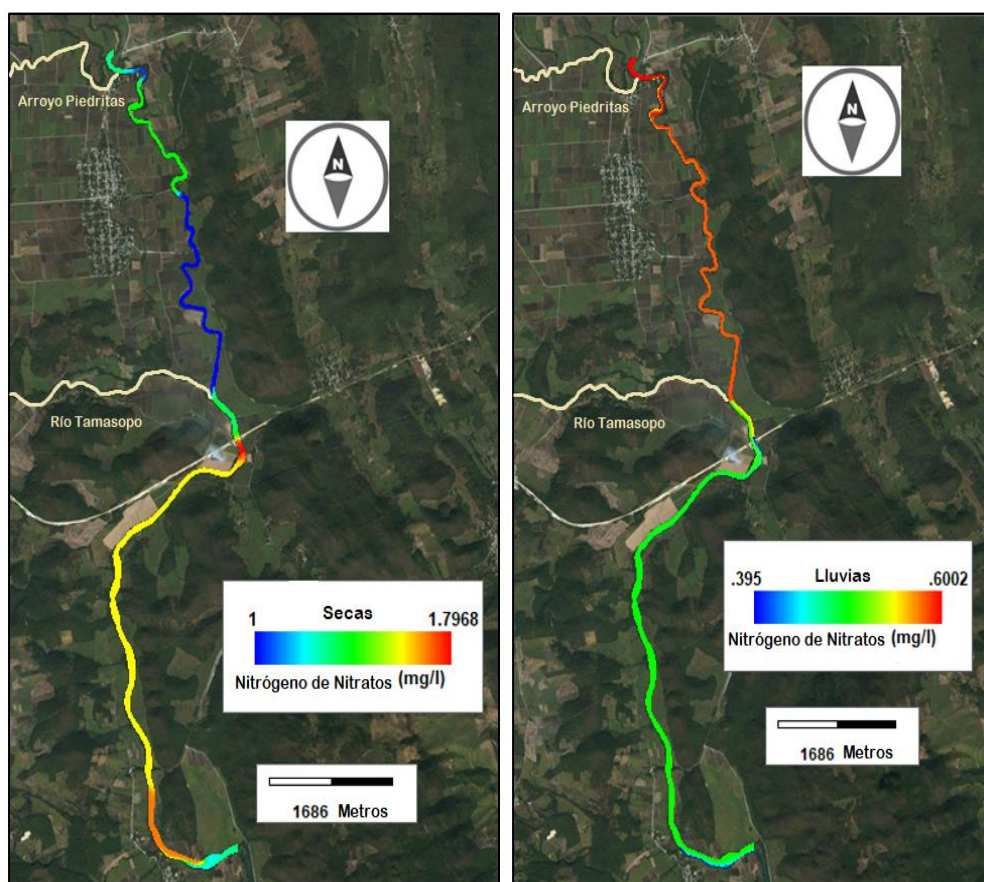 Arroyo Piedritas
N
Río Tamasopo
1 Secas 1.7968
Nitrógeno de Nitratos (mg/l)
1686 Metros
Arroyo Piedritas
N
Río Tamasopo
.395 Lluvias .6002
Nitrógeno de Nitratos (mg/l)
1686 Metros